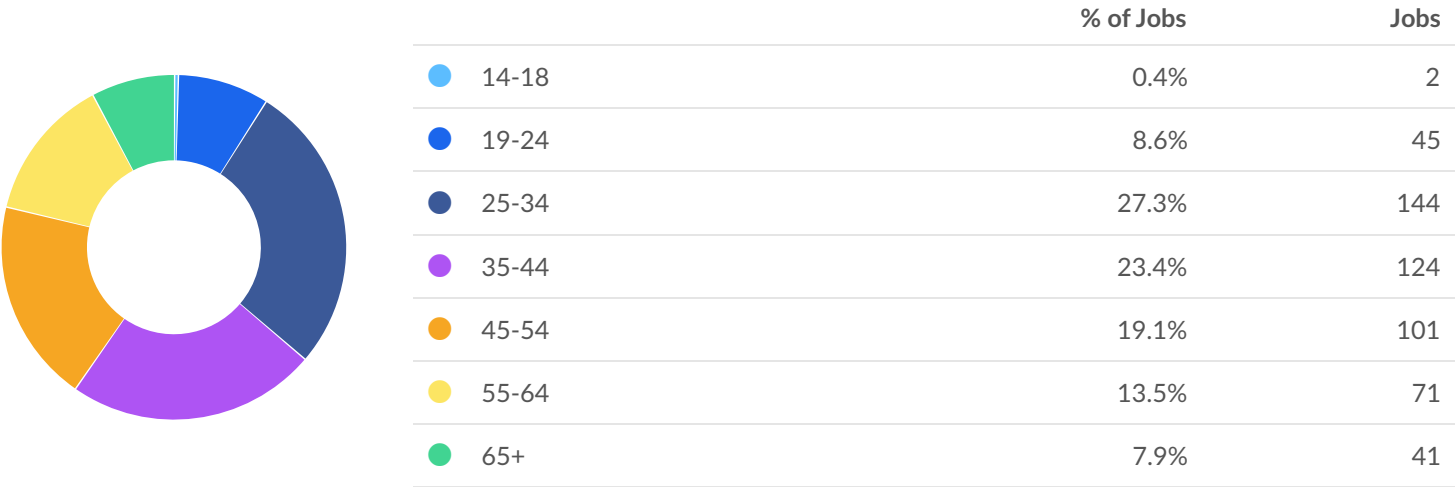 % of Jobs Jobs
14-18 0.4% 2
19-24 8.6% 45
25-34 27.3% 144
35-44 23.4% 124
45-54 19.1% 101
55-64 13.5% 71
65+ 7.9% 41